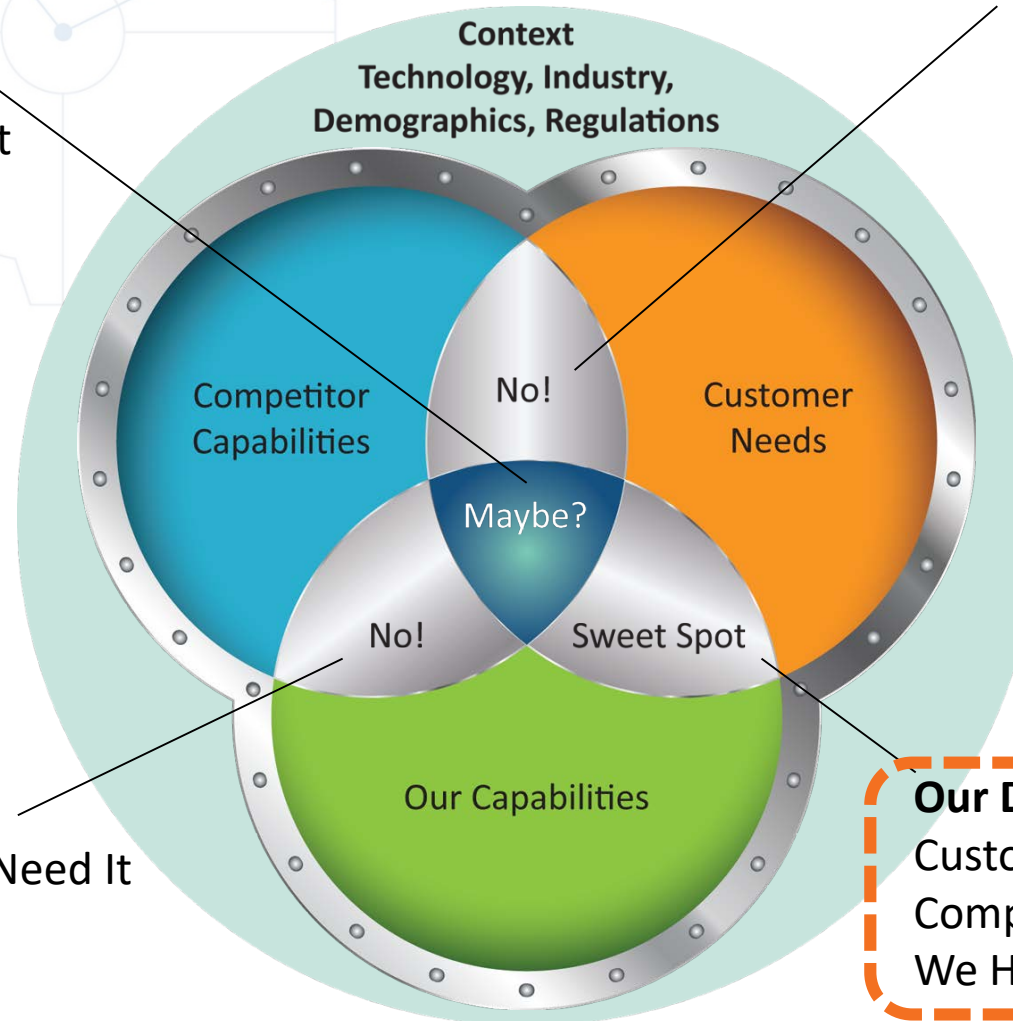 Context
Technology, Industry,
Demographics, Regulations
t
Competitor
Capabilities
No!
Customer
Needs
Maybe?
No!
Sweet Spot
Our Capabilities
Need It
Our D
Custo
Comp
We H